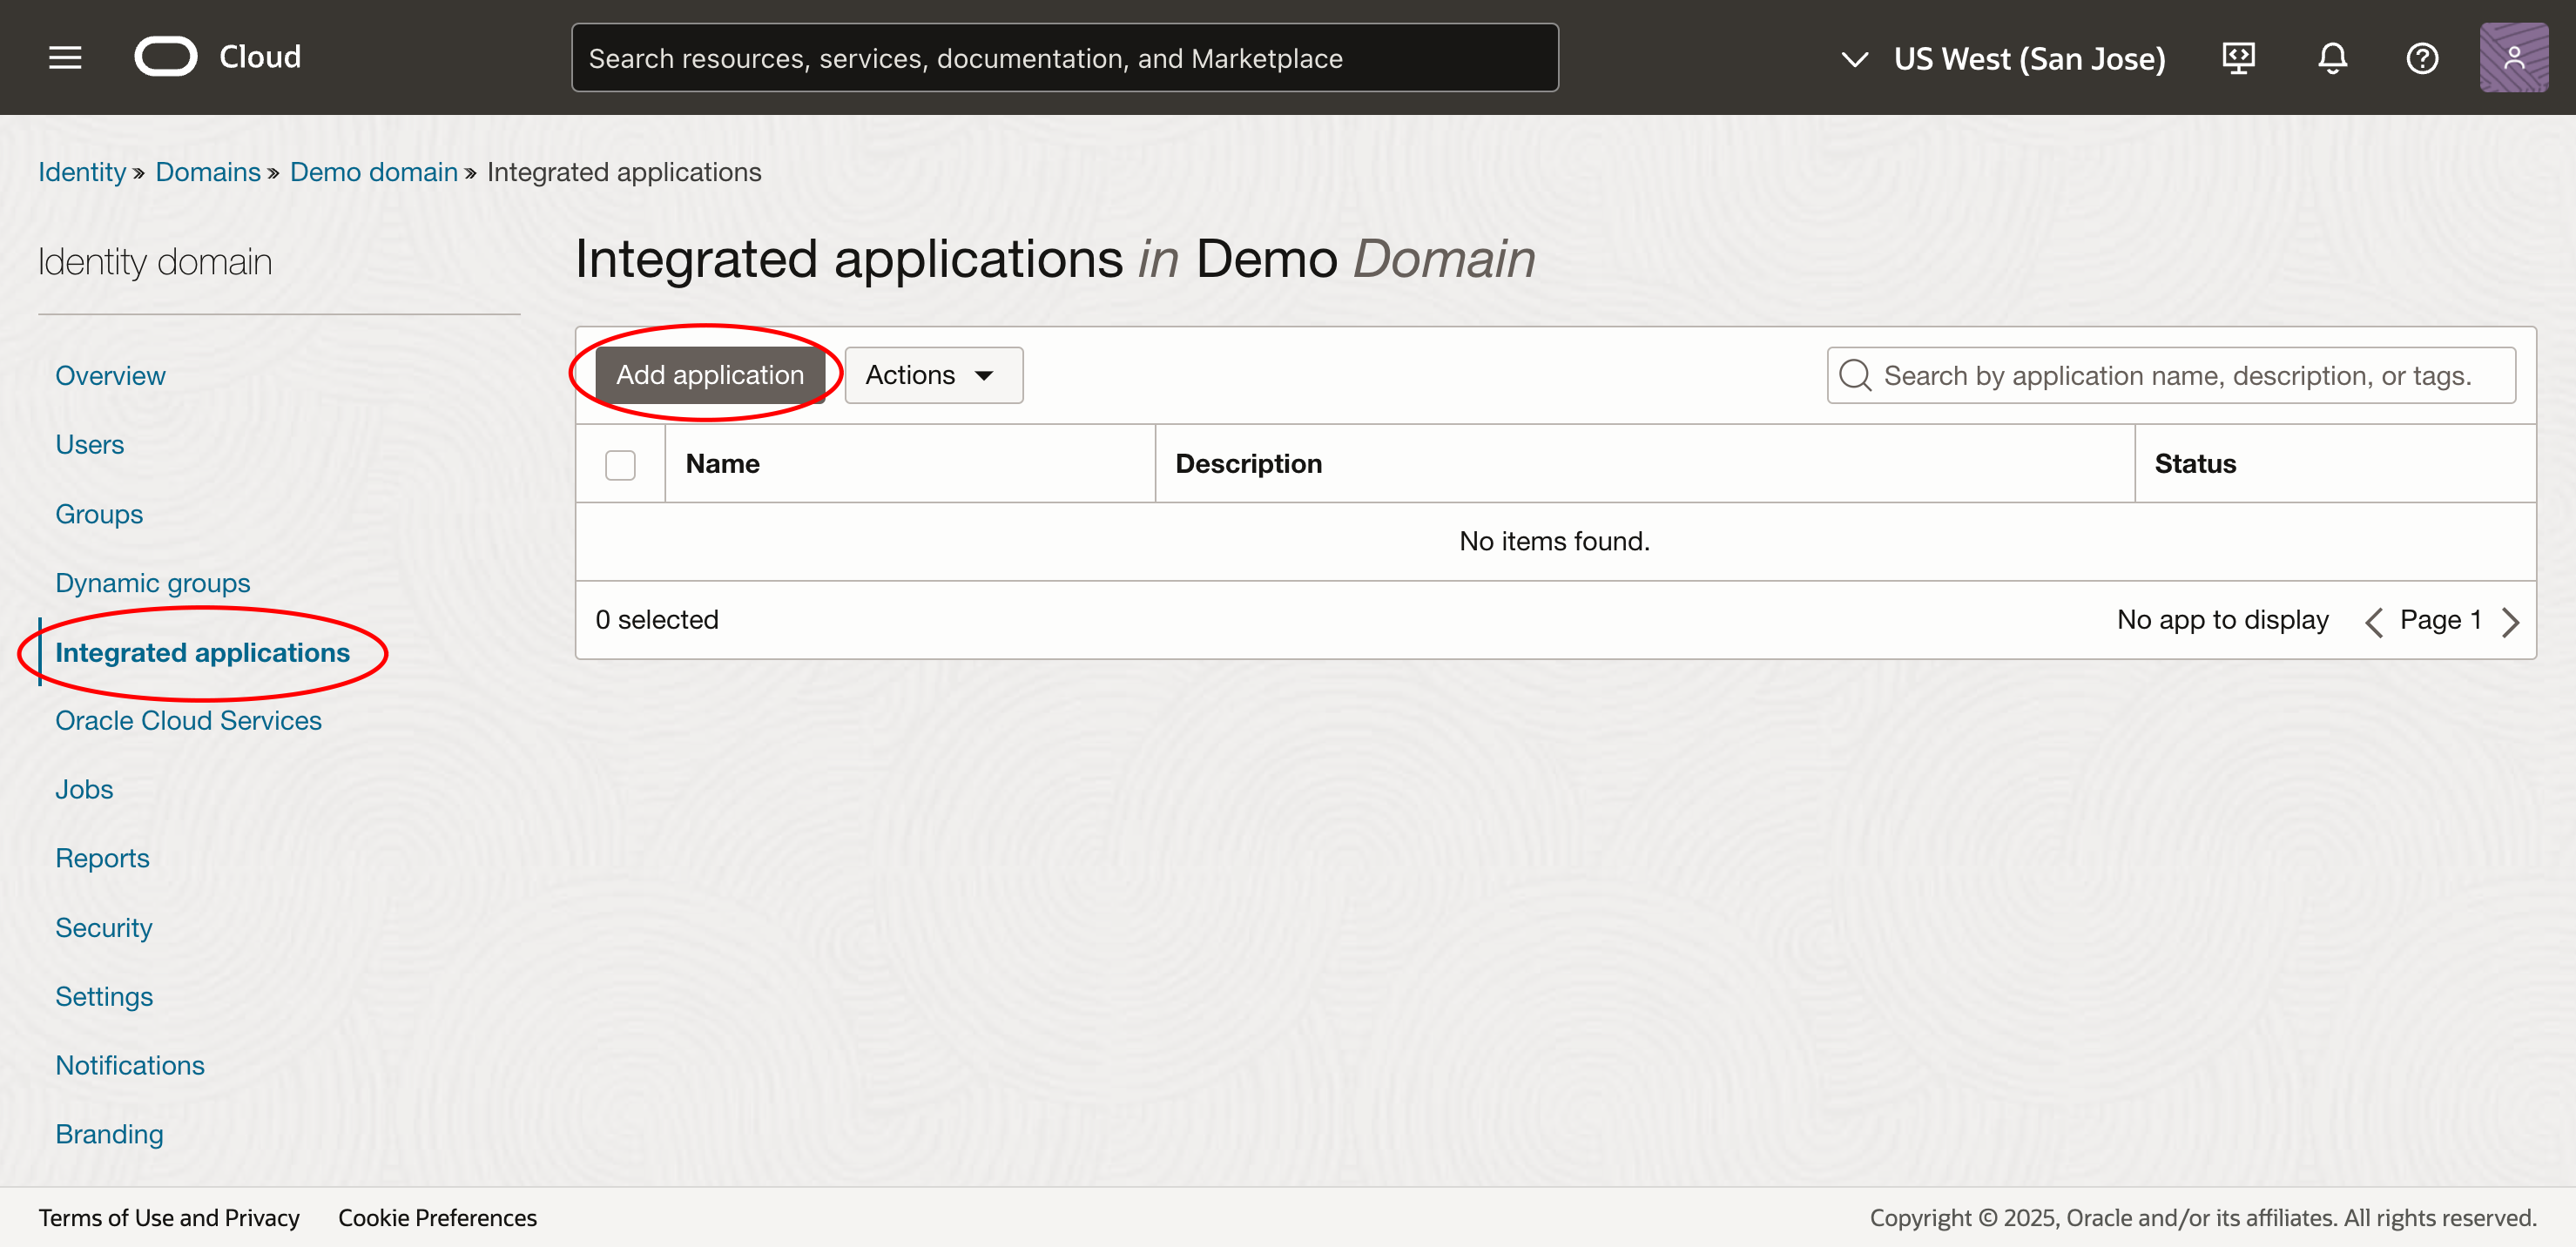 Cloud
Search resources, services, documentation, and Marketplace
US West (San Jose)
Identity » Domains » Demo domain » Integrated applications
Identity domain
Overview
Users
Groups
Dynamic groups
Integrated applications
Oracle Cloud Services
Jobs
Reports
Security
Settings
Notifications
Branding
Integrated applications in Demo Domain
Add application Actions Search by application name, description, or tags.
Name Description Status
No items found.
0 selected No app to display Page 1
Terms of Use and Privacy Cookie Preferences Copyright © 2025, Oracle and/or its affiliates. All rights reserved.